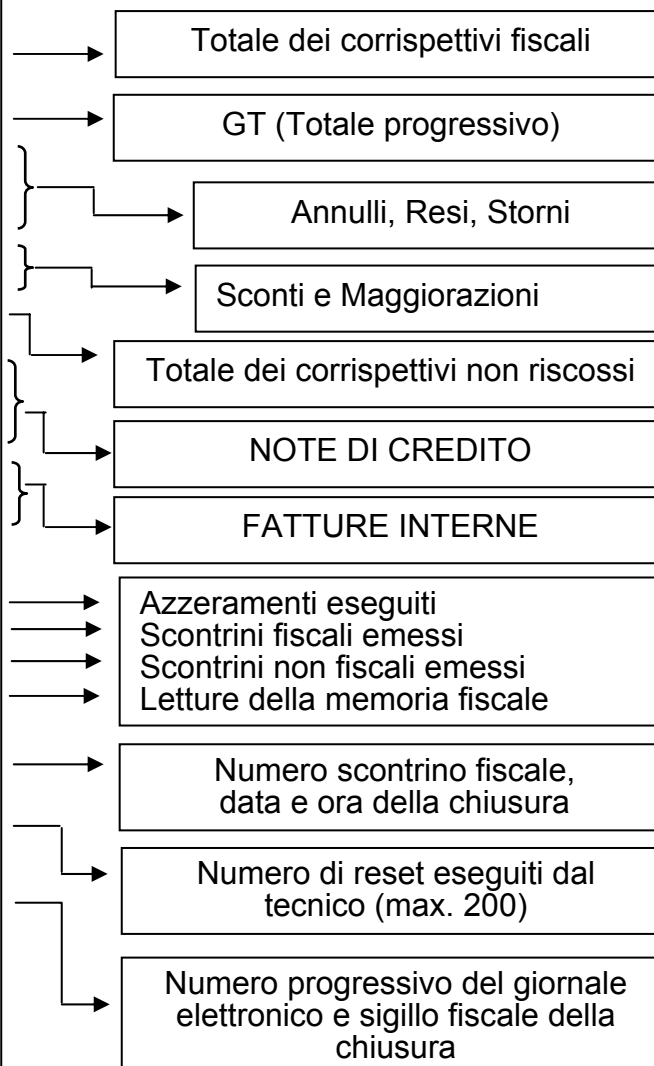 Totale dei corrispettivi fiscali
GT (Totale progressivo)
Annulli, Resi, Storni
Sconti e Maggiorazioni
Totale dei corrispettivi non riscossi
NOTE DI CREDITO
FATTURE INTERNE
Azzeramenti eseguiti
Scontrini fiscali emessi
Scontrini non fiscali emessi
Letture della memoria fiscale
Numero scontrino fiscale,
data e ora della chiusura
Numero di reset eseguiti dal
tecnico (max. 200)
Numero progressivo del giornale
elettronico e sigillo fiscale della
chiusura